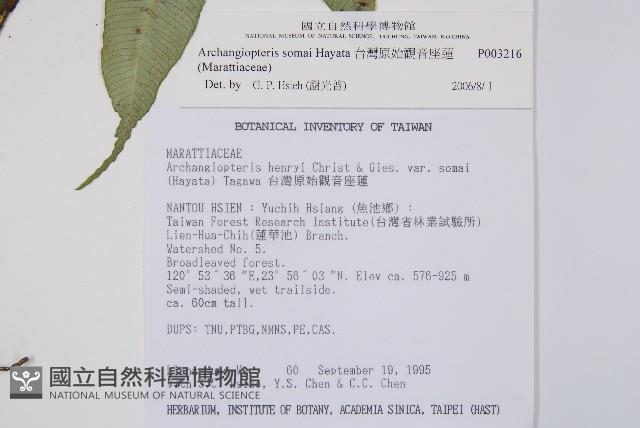 國立自然科學博物館
NATIONAL MUSEUM OF NATURAL SCIENCE, TAICHUNG, TAIWAN, R.O.CHINA
Archangiopteris somai Hayata 台灣原始觀音座蓮 P003216
(Marattiaceae)
Det. by G. P. Hsieh (謝光普) 2006/8/1
BOTANICAL INVENTORY OF TAIWAN
MARATTIACEAE
Archangiopteris henryi Christ & Gies. var. somai
(Hayata) Tagawa 台灣原始觀音座蓮
NANTOU HSIEN : Yuchih Hsiang (魚池鄉) :
Taiwan Forest Research Institute(台灣省林業試驗所)
Lien-Hua-Chih(蓮華池) Branch.
Watershed No. 5.
Broadleaved forest.
120° 53´ 36 ˝E,23° 56´ 03 ˝N. Elev ca. 576-925 m
Semi-shaded, wet trailside.
ca. 60cm tall.
DUPS: TNU,PTBG,NMNS,PE,CAS.
60 September 19, 1995
Y.S. Chen & C.C. Chen
國立自然科學博物館
NATIONAL MUSEUM OF NATURAL SCIENCE
HERBARIUM, INSTITUTE OF BOTANY, ACADEMIA SINICA, TAIPEI (HAST)